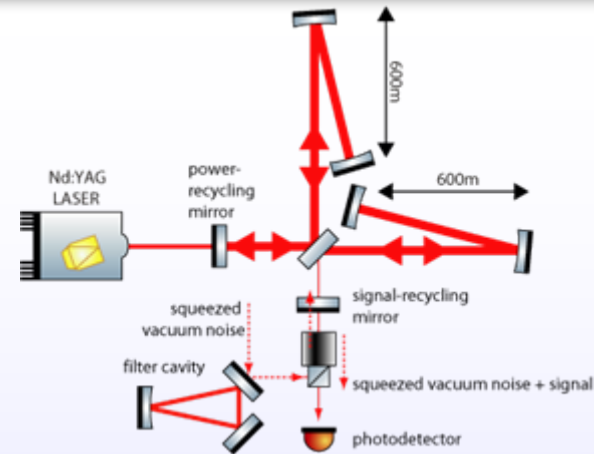 600m
Nd:YAG
LASER
power-
recycling
mirror
600m
signal-recycling
mirror
squeezed
vacuum noise
filter cavity
squeezed vacuum noise + signal
photodetector